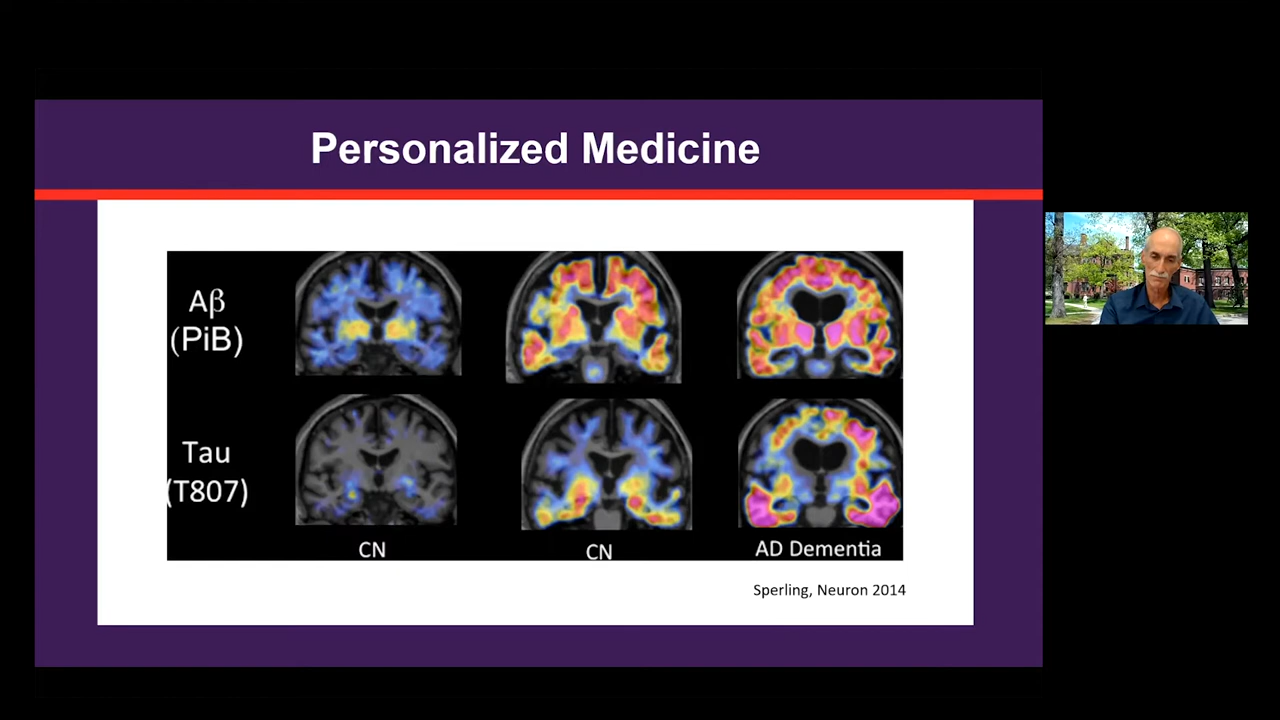 Personalized Medicine
Aβ
(PiB)
Tau
(T807)
CN
CN
AD Dementia
Sperling, Neuron 2014